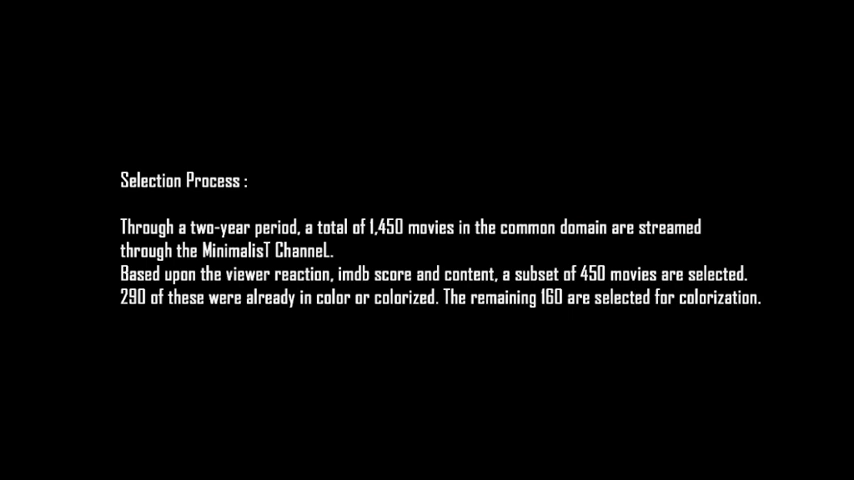 Selection Process :
Through a two-year period, a total of 1,450 movies in the common domain are streamed
through the MinimalisT ChanneL.
Based upon the viewer reaction, imdb score and content, a subset of 450 movies are selected.
290 of these were already in color or colorized. The remaining 160 are selected for colorization.